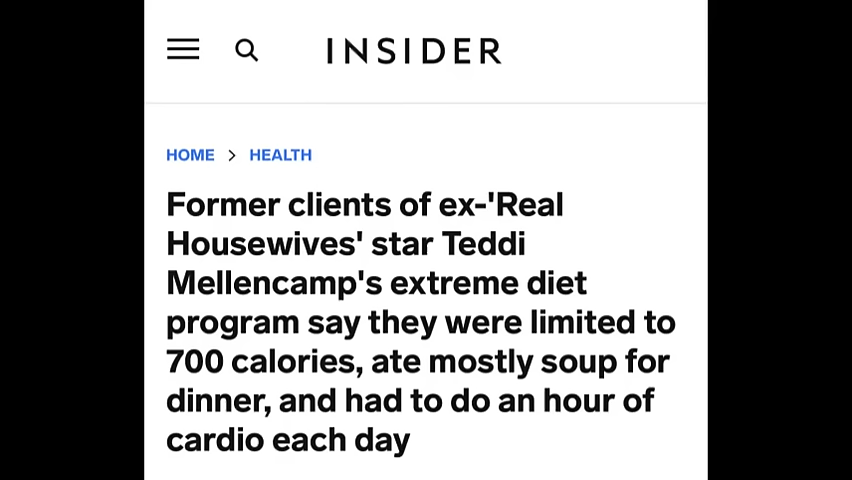 INSIDER
HOME > HEALTH
Former clients of ex-'Real
Housewives' star Teddi
Mellencamp's extreme diet
program say they were limited to
700 calories, ate mostly soup for
dinner, and had to do an hour of
cardio each day